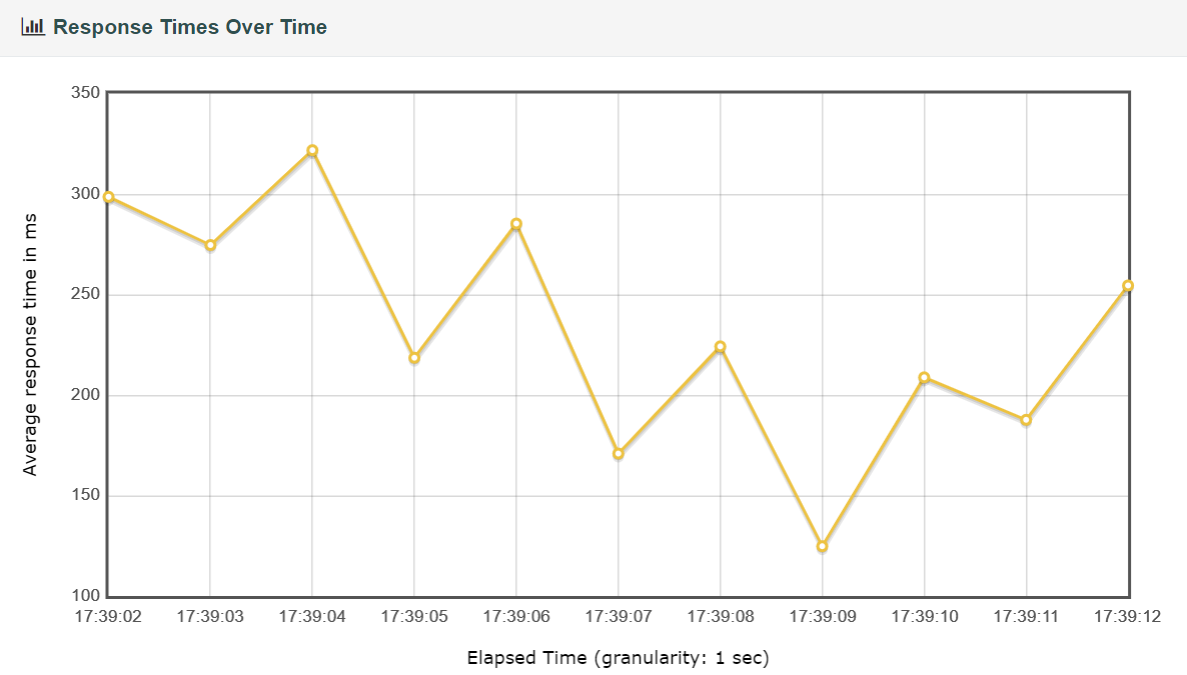 Response Times Over Time
350
300
250
200
150
100
Average response time in ms
17:39:02 17:39:03 17:39:04 17:39:05 17:39:06 17:39:07 17:39:08 17:39:09 17:39:10 17:39:11 17:39:12
Elapsed Time (granularity: 1 sec)